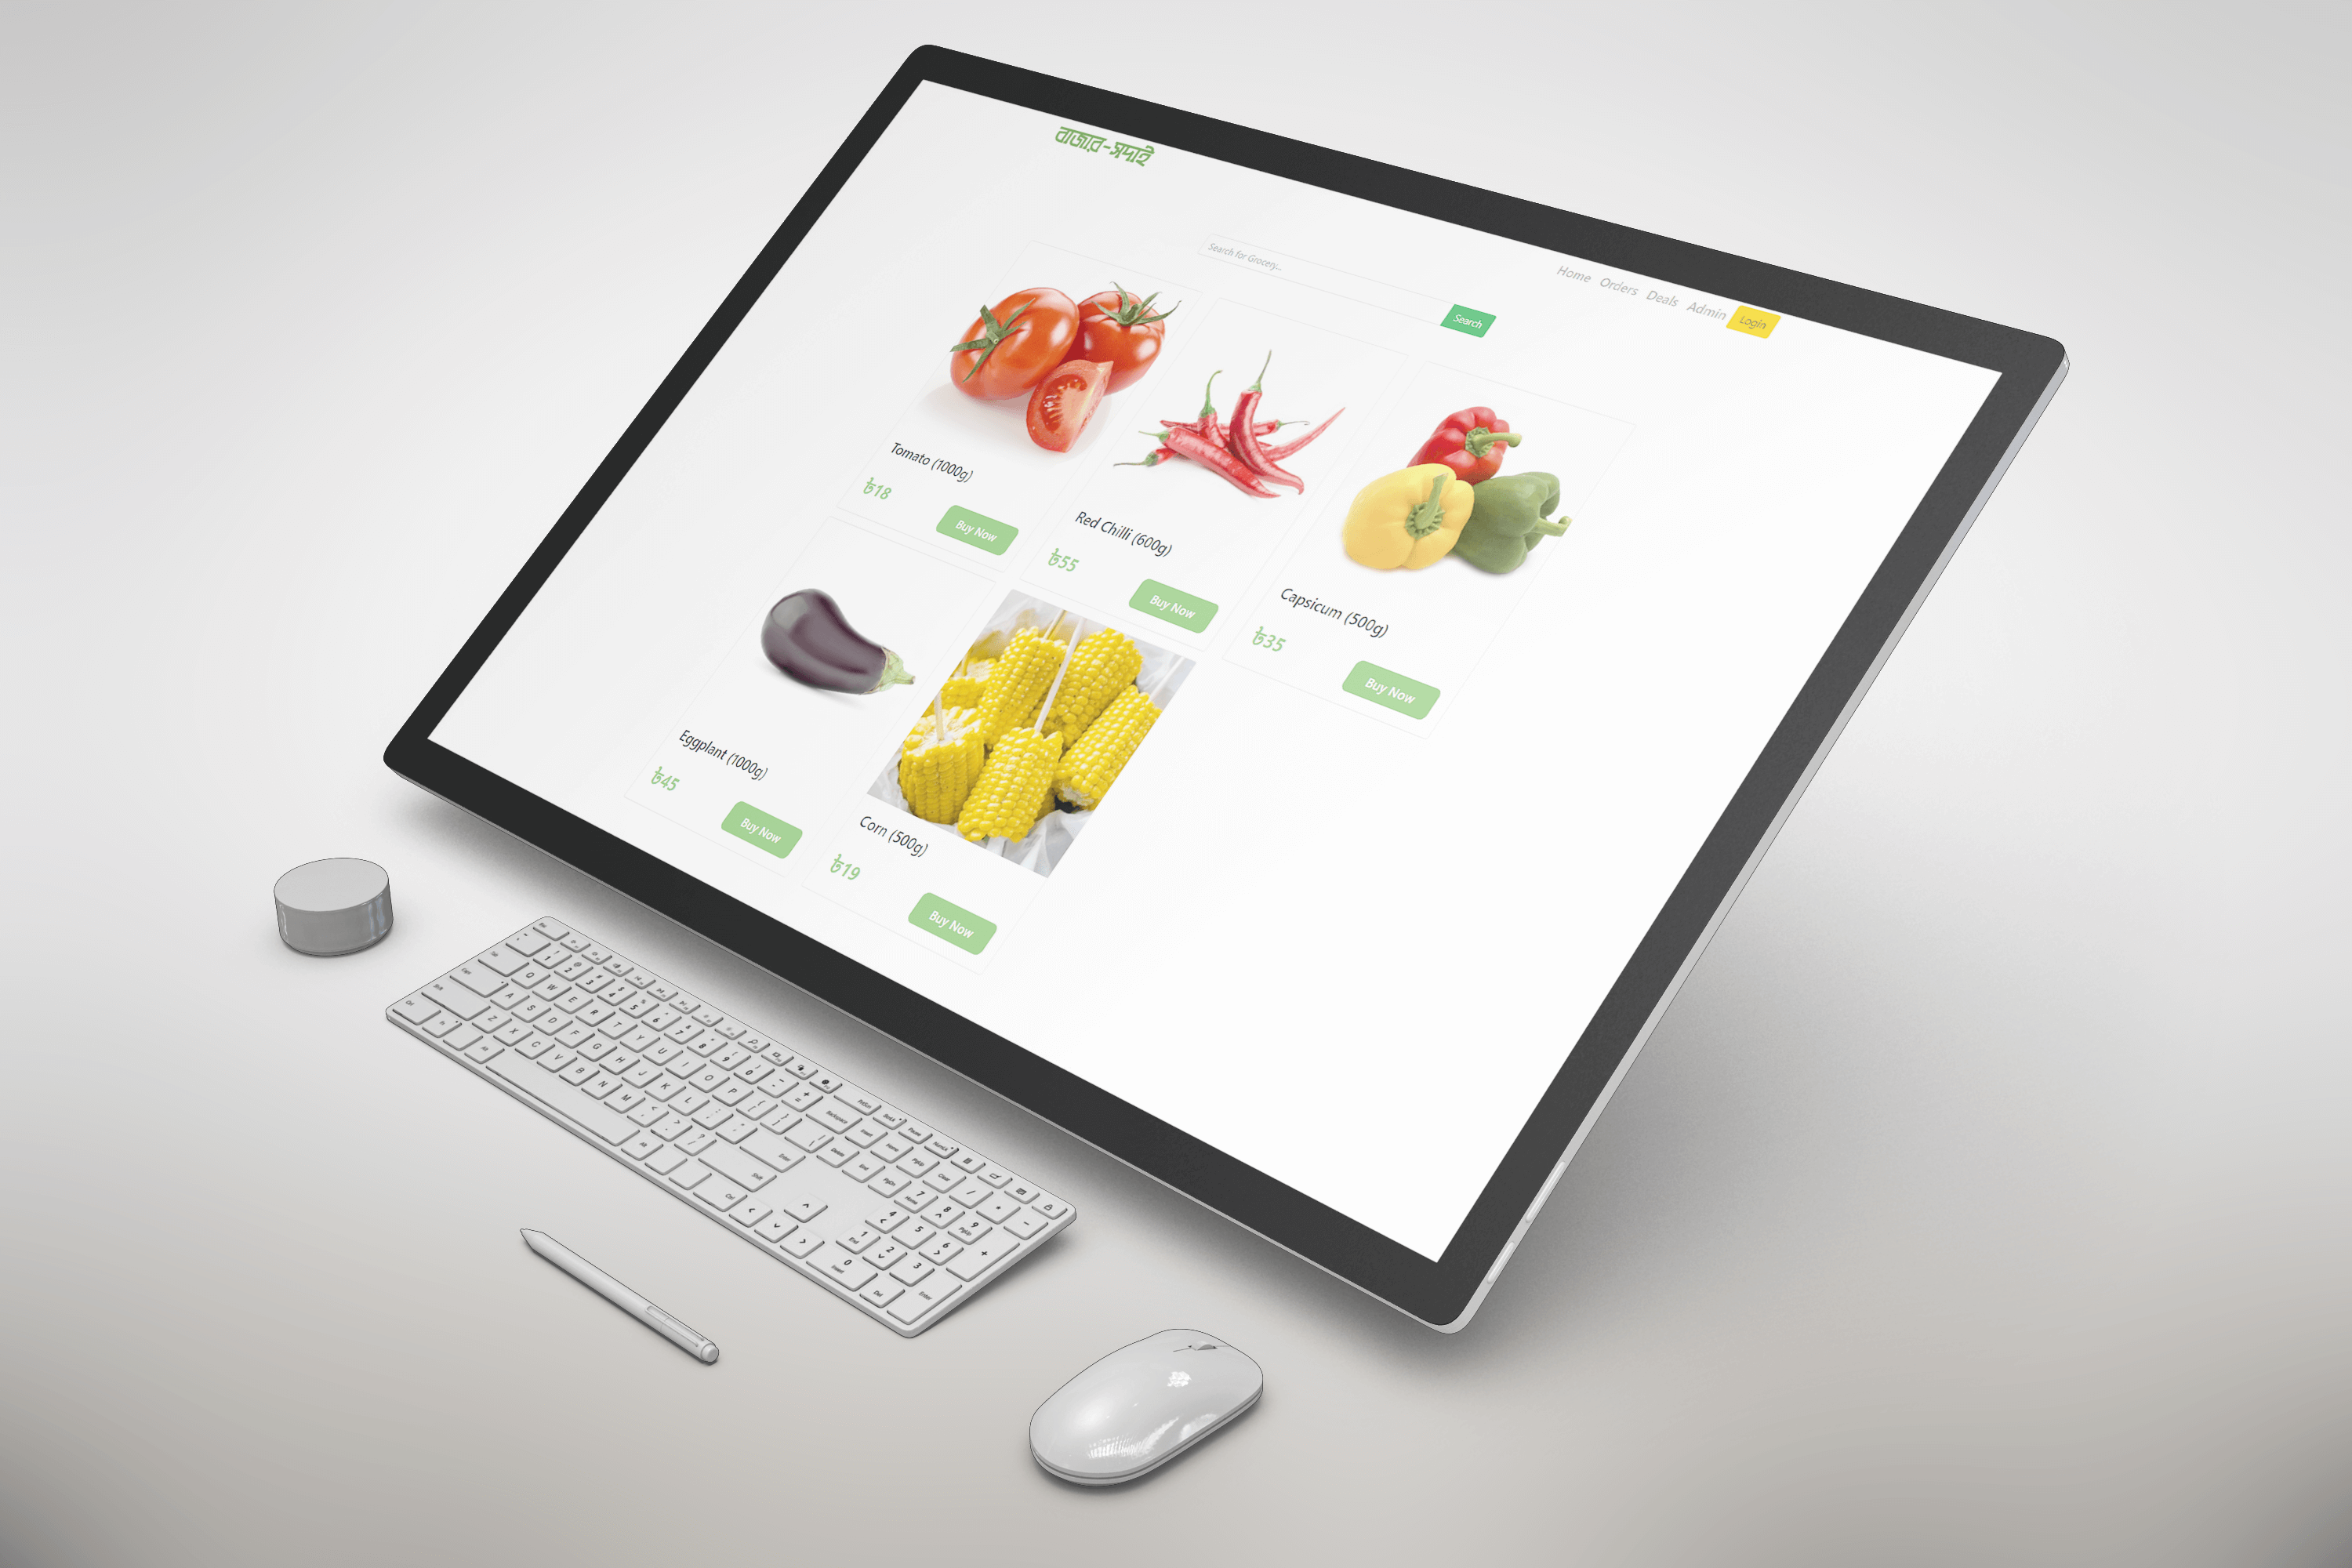 বাজার-সদাই
Search for Grocery...
Search
Home Orders Deals Admin Login
Tomato (1000g)
৳18
Buy Now
Red Chilli (600g)
৳55
Buy Now
Capsicum (500g)
৳35
Buy Now
Eggplant (1000g)
৳45
Buy Now
Corn (500g)
৳19
Buy Now